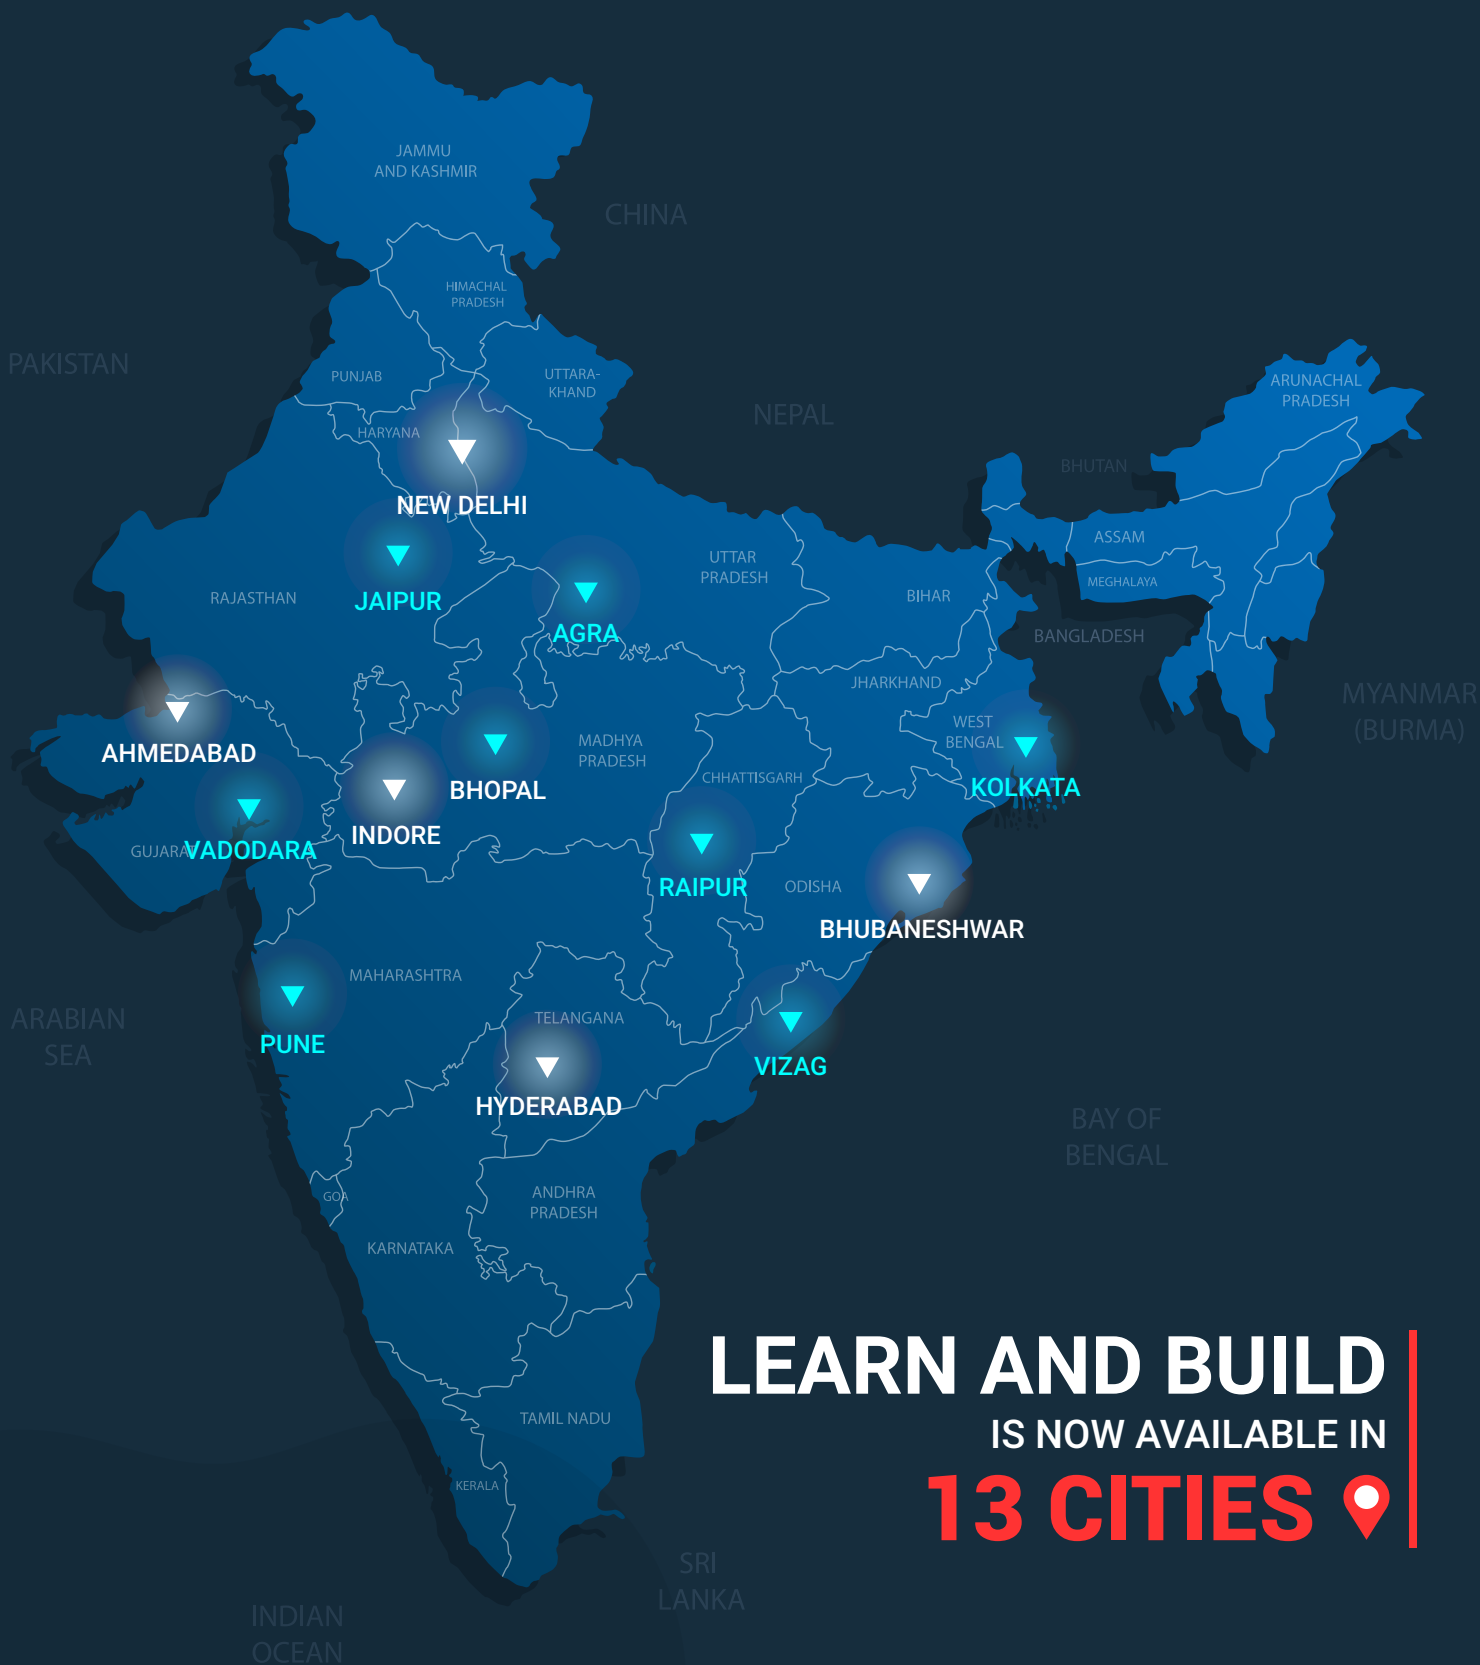 JAMMU
AND KASHMIR
CHINA
HIMACHAL
PRADESH
PAKISTAN
PUNJAB
UTTARA-
KHAND
ARUNACHAL
PRADESH
NEPAL
HARYANA
BHUTAN
NEW DELHI
ASSAM
UTTAR
PRADESH
MEGHALAYA
RAJASTHAN
JAIPUR
BIHAR
AGRA
BANGLADESH
JHARKHAND
MYANMAR
(BURMA)
WEST
BENGAL
AHMEDABAD
MADHYA
PRADESH
CHHATTISGARH
BHOPAL
KOLKATA
INDORE
GUJARAT
VADODARA
RAIPUR
ODISHA
BHUBANESHWAR
MAHARASHTRA
ARABIAN
SEA
TELANGANA
PUNE
VIZAG
HYDERABAD
BAY OF
BENGAL
GOA
ANDHRA
PRADESH
KARNATAKA
LEARN AND BUILD
IS NOW AVAILABLE IN
13 CITIES
TAMIL NADU
KERALA
SRI
LANKA
INDIAN
OCEAN